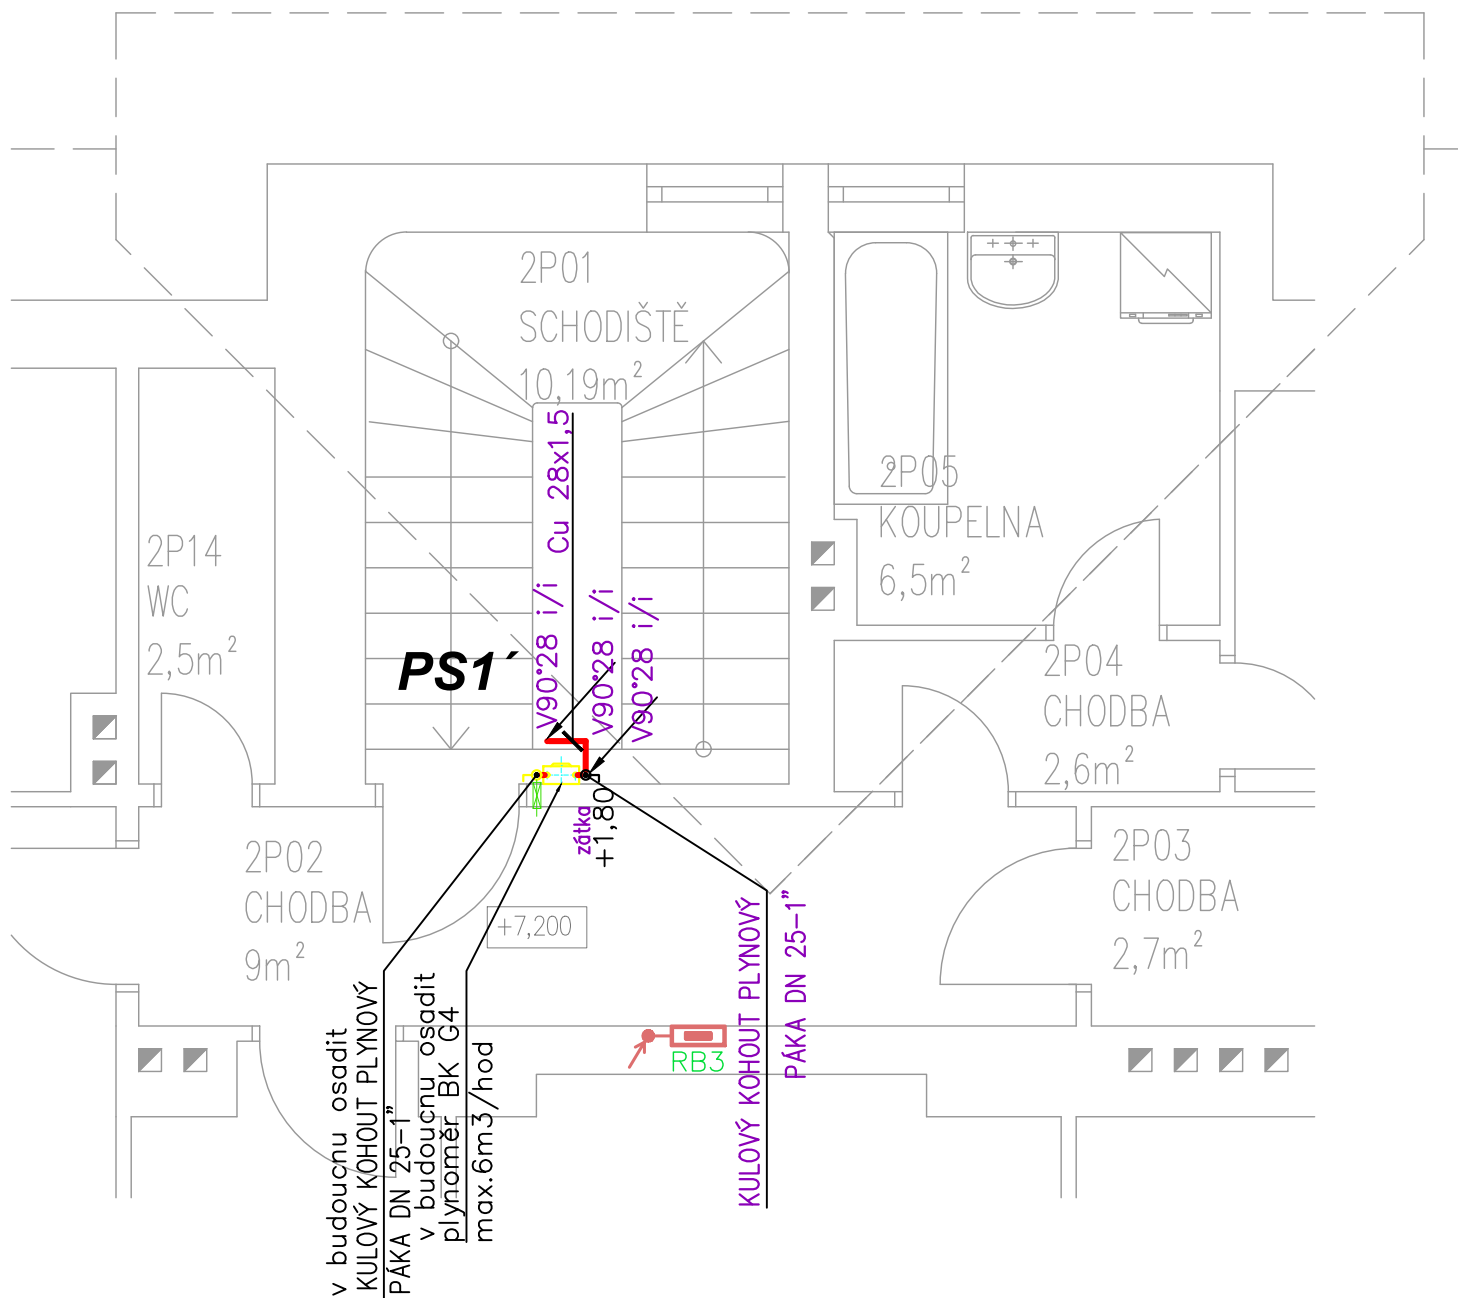 2P01
SCHODIŠTĚ
10,19m²
2P05
KOUPELNA
6,5m²
2P14
WC
2,5m²
2P04
CHODBA
2,6m²
2P02
CHODBA
9m²
2P03
CHODBA
2,7m²
PS1´
Cu 28x1,5
V90°28 i/i
V90°28 i/i
V90°28 i/i
zátka
+1,80
+7,200
RB3
v budoucnu osadit
KULOVÝ KOHOUT PLYNOVÝ
PÁKA DN 25-1"
v budoucnu osadit
plynoměr BK G4
max.6m3/hod
KULOVÝ KOHOUT PLYNOVÝ
PÁKA DN 25-1"